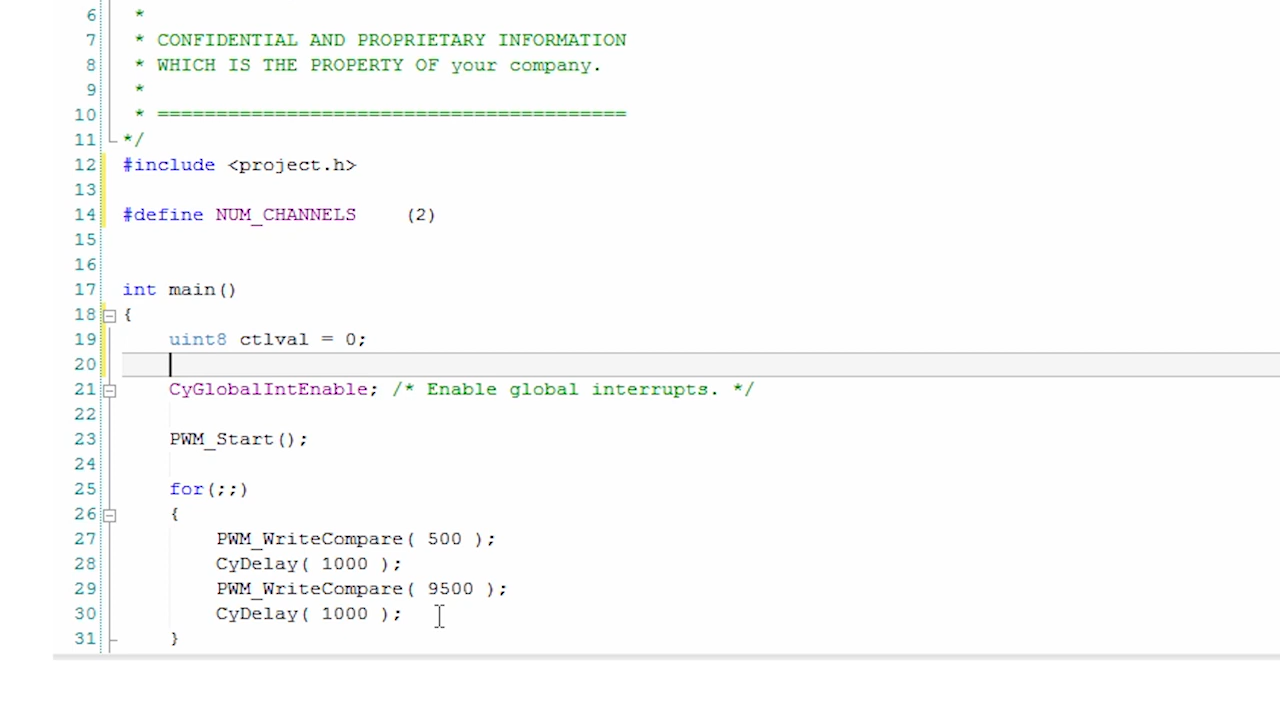 6 *
7 * CONFIDENTIAL AND PROPRIETARY INFORMATION
8 * WHICH IS THE PROPERTY OF your company.
9 *
10 * ========================================
11 */
12 #include <project.h>
13
14 #define NUM_CHANNELS    (2)
15
16
17 int main()
18 {
19     uint8 ctlval = 0;
20
21     CyGlobalIntEnable; /* Enable global interrupts. */
22
23     PWM_Start();
24
25     for(;;)
26     {
27         PWM_WriteCompare( 500 );
28         CyDelay( 1000 );
29         PWM_WriteCompare( 9500 );
30         CyDelay( 1000 );
31     }